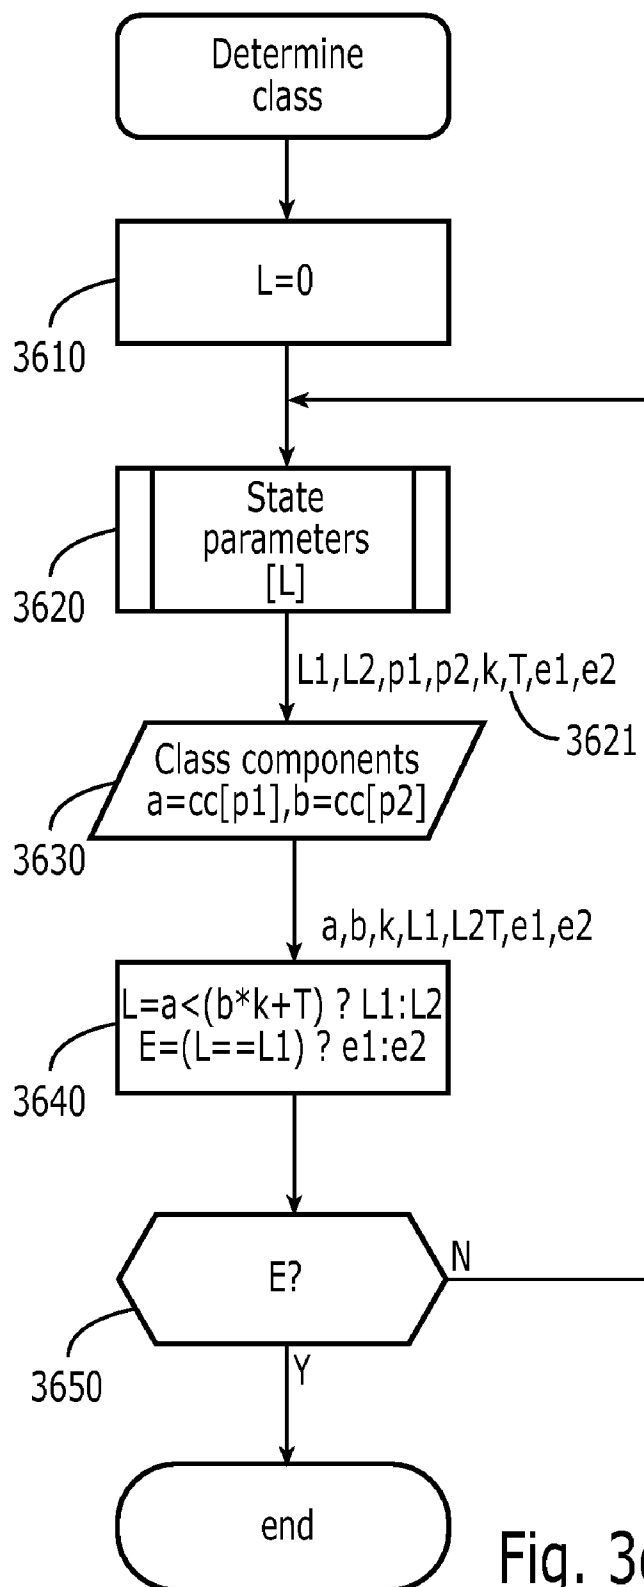 Determine
class
L=0
3610
State
parameters
[L]
3620
L1,L2,p1,p2,k,T,e1,e2
3621
Class components
a=cc[p1],b=cc[p2]
3630
a,b,k,L1,L2T,e1,e2
L=a<(b*k+T) ? L1:L2
E=(L==L1) ? e1:e2
3640
E?
N
3650
Y
end
Fig.